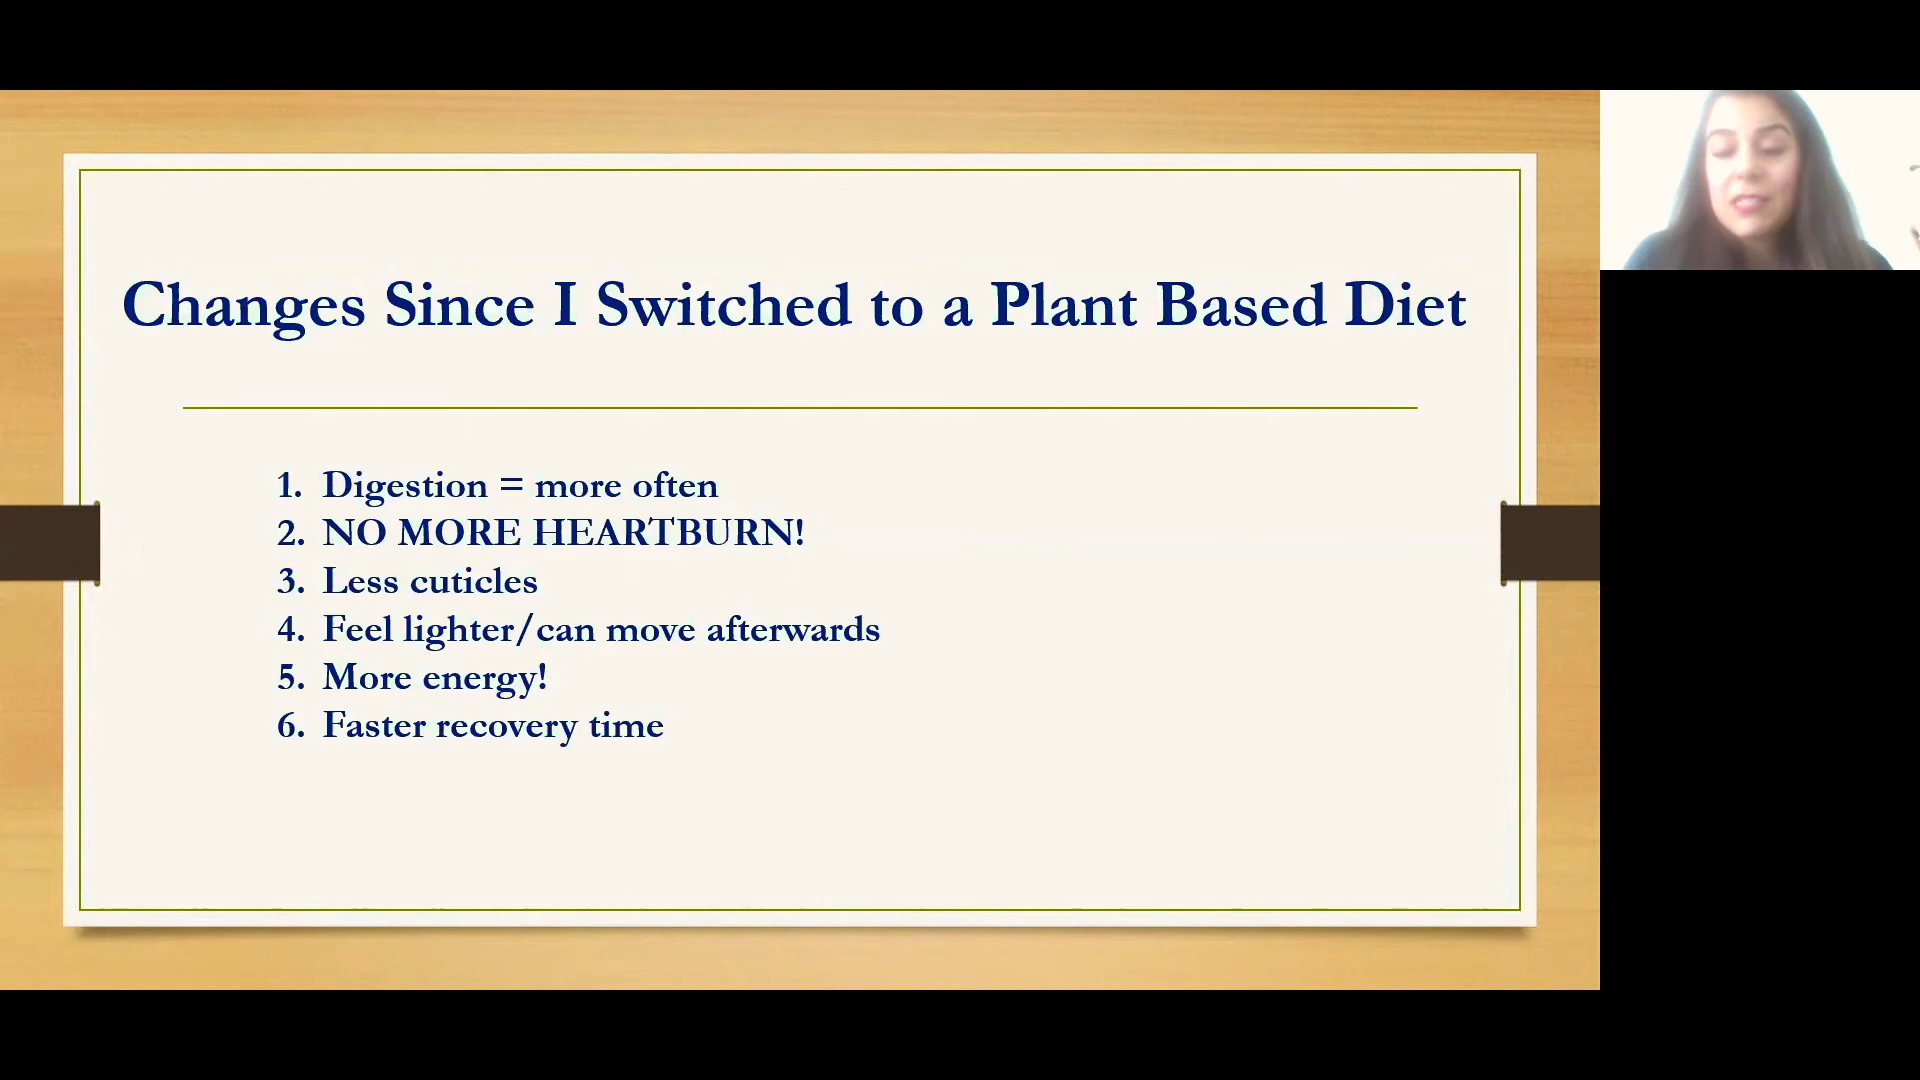 Changes Since I Switched to a Plant Based Diet
1. Digestion = more often
2. NO MORE HEARTBURN!
3. Less cuticles
4. Feel lighter/can move afterwards
5. More energy!
6. Faster recovery time